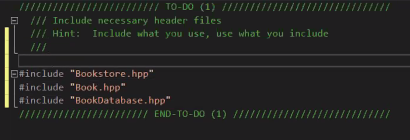 ////////////////////////// TO-DO (1) //////////////////////////////
/// Include necessary header files
/// Hint:  Include what you use, use what you include
///
#include "Bookstore.hpp"
#include "Book.hpp"
#include "BookDatabase.hpp"
//////////////////////// END-TO-DO (1) /////////////////////////////